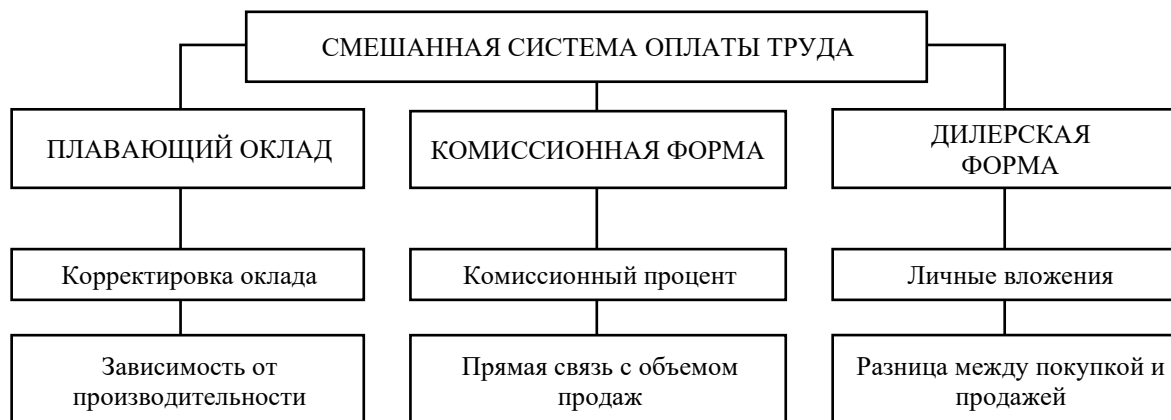 СМЕШАННАЯ СИСТЕМА ОПЛАТЫ ТРУДА
ПЛАВАЮЩИЙ ОКЛАД
КОМИССИОННАЯ ФОРМА
ДИЛЕРСКАЯ
ФОРМА
Корректировка оклада
Комиссионный процент
Личные вложения
Зависимость от
производительности
Прямая связь с объемом
продаж
Разница между покупкой и
продажей